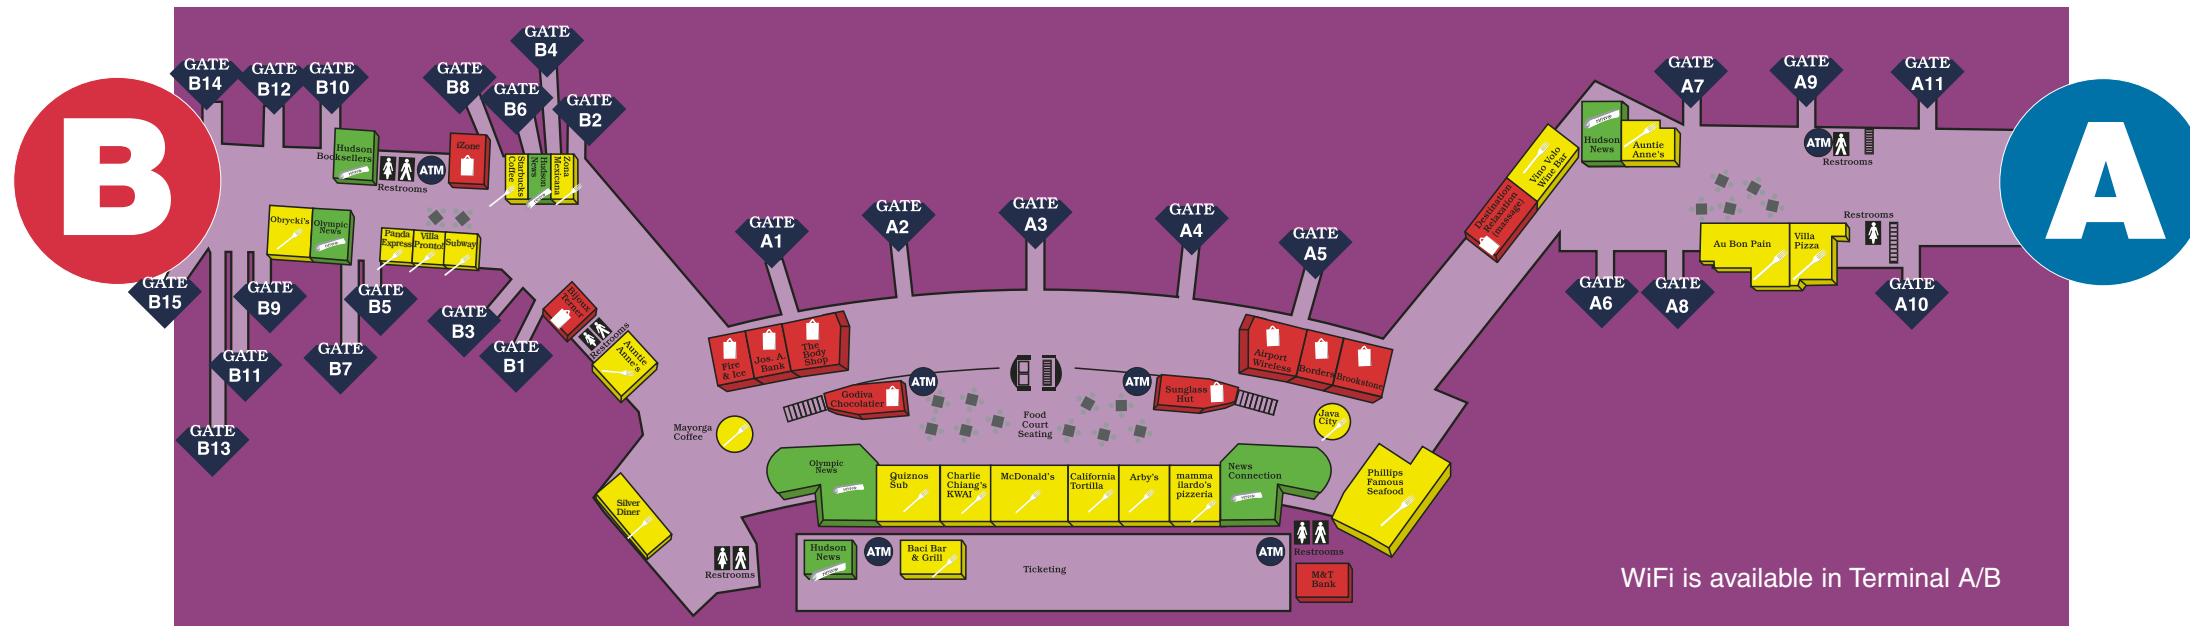 GATE
B4
GATE
B14
GATE
B12
GATE
B10
GATE
B8
GATE
B6
GATE
B2
GATE
A7
GATE
A9
GATE
A11
B
A
Hudson
Booksellers
Restrooms
ATM
iZone
Starbucks
Coffee
Hudson
News
Zona
Mexicana
Obrycki's
Olympic
News
Panda
Express
Villa
Pronto!
Subway
GATE
B15
GATE
B9
GATE
B5
GATE
B3
GATE
B1
GATE
B11
GATE
B7
GATE
B13
Bijoux
Terner
Restrooms
Auntie
Anne's
GATE
A1
GATE
A2
GATE
A3
GATE
A4
GATE
A5
Destination
Relaxation
(massage)
Vino Volo
Wine Bar
Hudson
News
Auntie
Anne's
ATM
Restrooms
Restrooms
Au Bon Pain
Villa
Pizza
GATE
A6
GATE
A8
GATE
A10
Fire
& Ice
Jos. A.
Bank
The
Body
Shop
Airport
Wireless
Borders
Brookstone
Godiva
Chocolatier
ATM
ATM
Sunglass
Hut
Food
Court
Seating
Mayorga
Coffee
Java
City
Olympic
News
Quiznos
Sub
Charlie
Chiang's
KWAI
McDonald's
California
Tortilla
Arby's
mamma
ilardo's
pizzeria
News
Connection
Phillips
Famous
Seafood
Silver
Diner
Restrooms
Hudson
News
ATM
Baci Bar
& Grill
Ticketing
ATM
Restrooms
M&T
Bank
WiFi is available in Terminal A/B